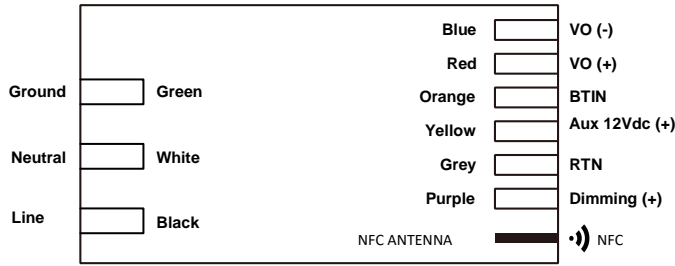 Blue VO (-)
Red VO (+)
Ground Green Orange BTIN
Yellow Aux 12Vdc (+)
Neutral White Grey RTN
Purple Dimming (+)
Line Black
NFC ANTENNA NFC